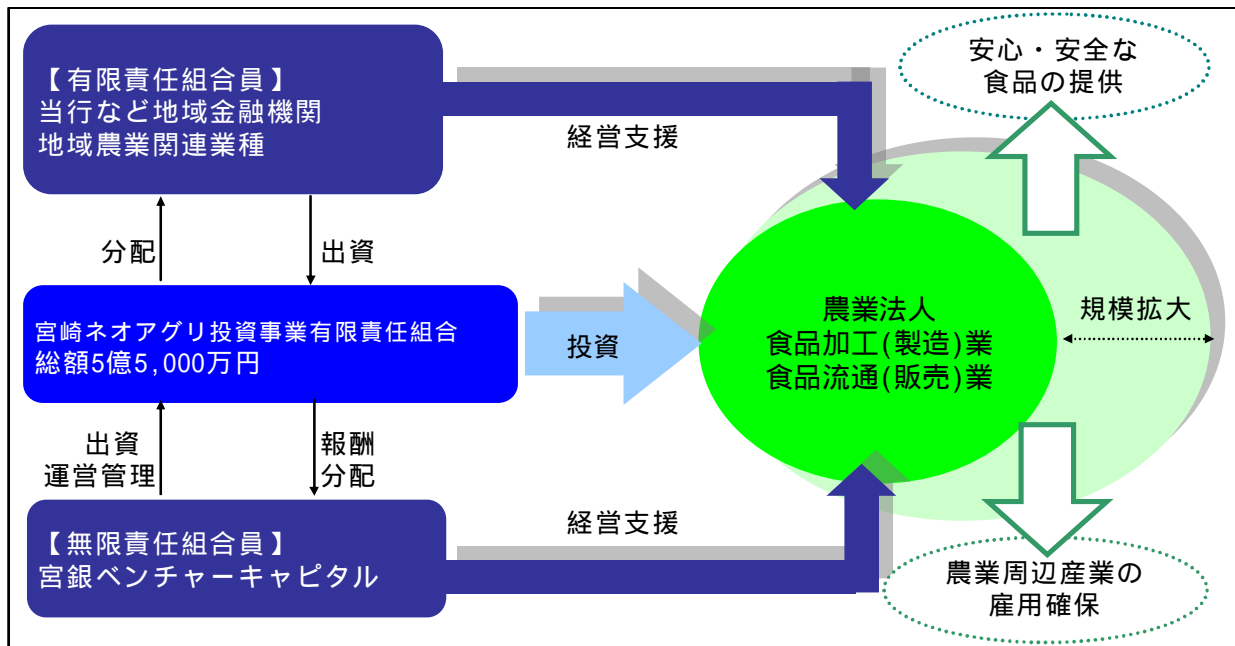 【有限責任組合員】
当行など地域金融機関
地域農業関連業種
経営支援
安心・安全な
食品の提供
分配
出資
宮崎ネオアグリ投資事業有限責任組合
総額5億5,000万円
投資
農業法人
食品加工(製造)業
食品流通(販売)業
規模拡大
出資
運営管理
報酬
分配
【無限責任組合員】
宮銀ベンチャーキャピタル
経営支援
農業周辺産業の
雇用確保